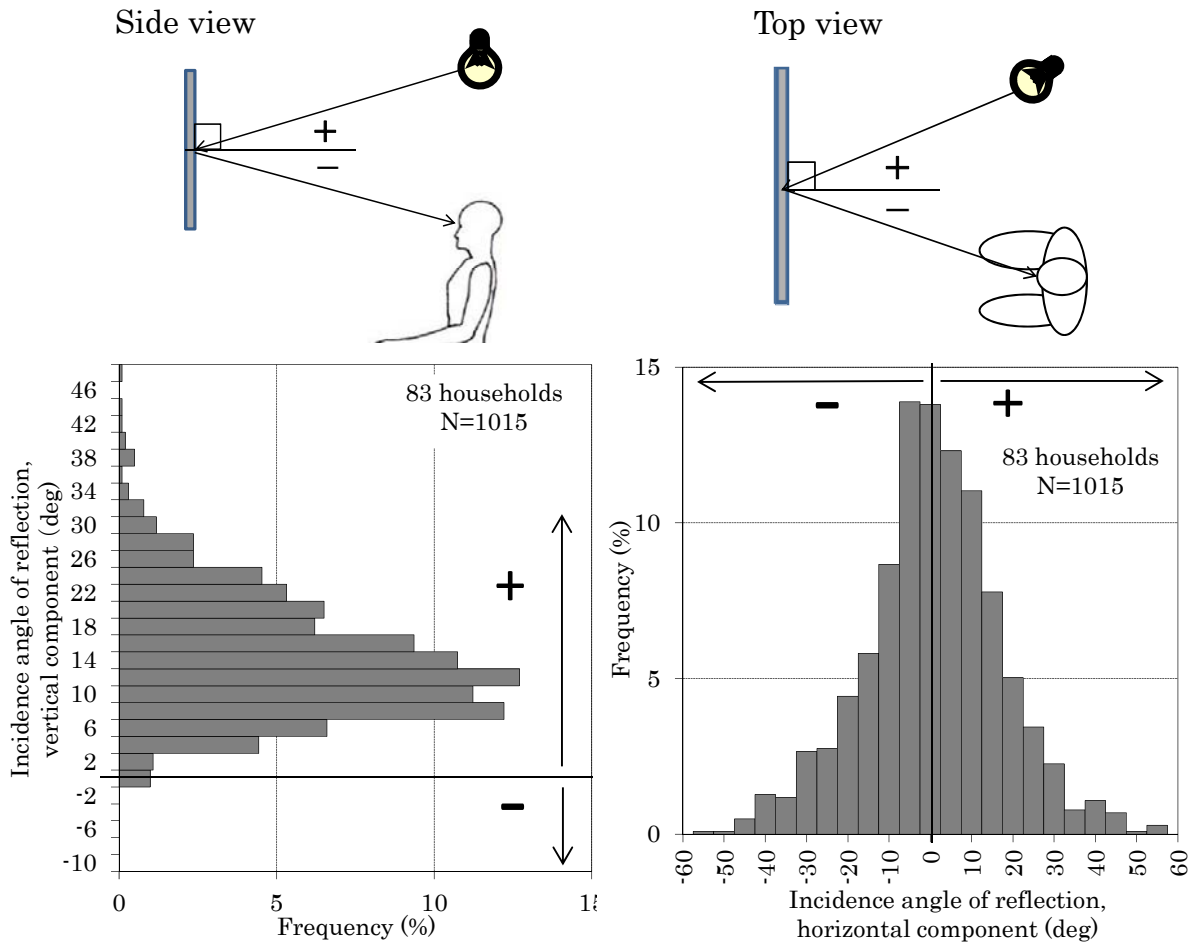 Side view
Top view
+
−
+
−
83 households
N=1015
+
-
46
42
38
34
30
26
22
18
14
10
6
2
-2
-6
-10
Incidence angle of reflection,
vertical component (deg)
0 5 10
Frequency (%)
- +
83 households
N=1015
15
10
5
0
Frequency (%)
-60 -50 -40 -30 -20 -10 0 10 20 30 40 50 60
Incidence angle of reflection,
horizontal component (deg)